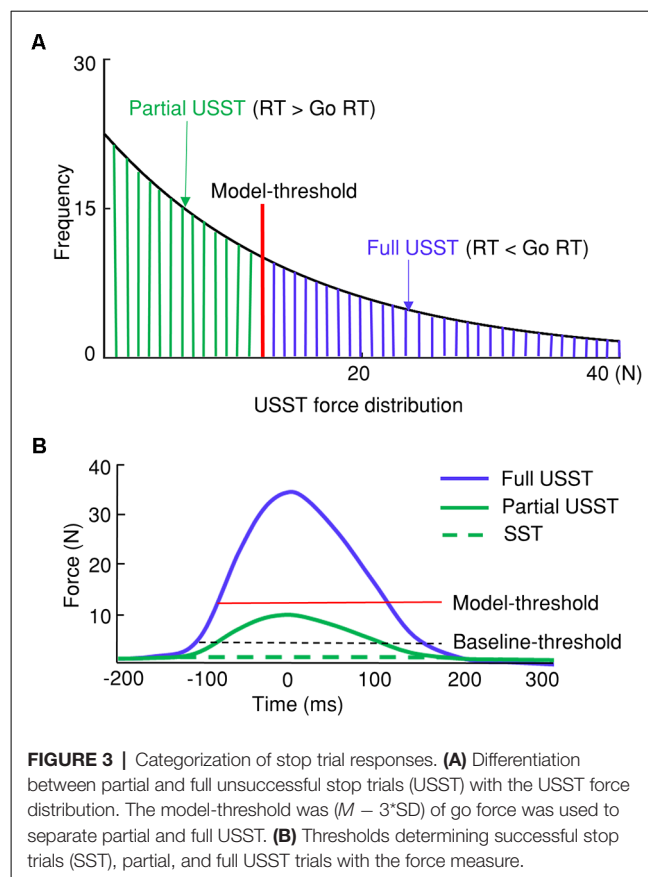 A
30
Partial USST (RT > Go RT)
Model-threshold
Frequency
15
Full USST (RT < Go RT)
0
20
40 (N)
USST force distribution
B
40
Full USST
Partial USST
30
SST
Force (N)
20
Model-threshold
10
Baseline-threshold
-200 -100 0 100 200 300
Time (ms)
FIGURE 3 | Categorization of stop trial responses. (A) Differentiation
between partial and full unsuccessful stop trials (USST) with the USST force
distribution. The model-threshold was (M − 3*SD) of go force was used to
separate partial and full USST. (B) Thresholds determining successful stop
trials (SST), partial, and full USST trials with the force measure.